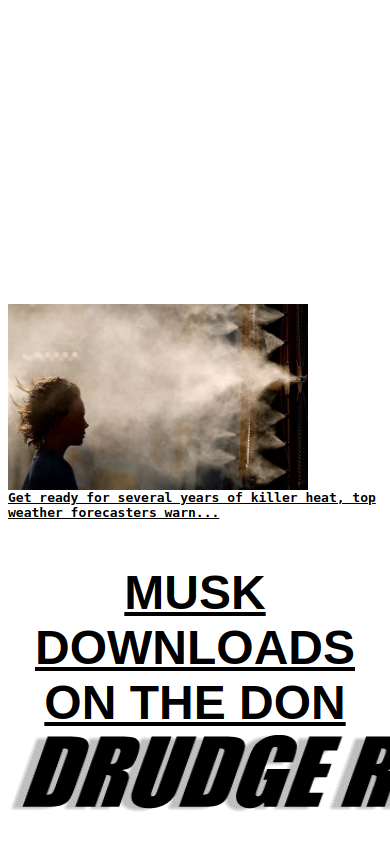 Get ready for several years of killer heat, top
weather forecasters warn...
MUSK
DOWNLOADS
ON THE DON
DRUDGE R